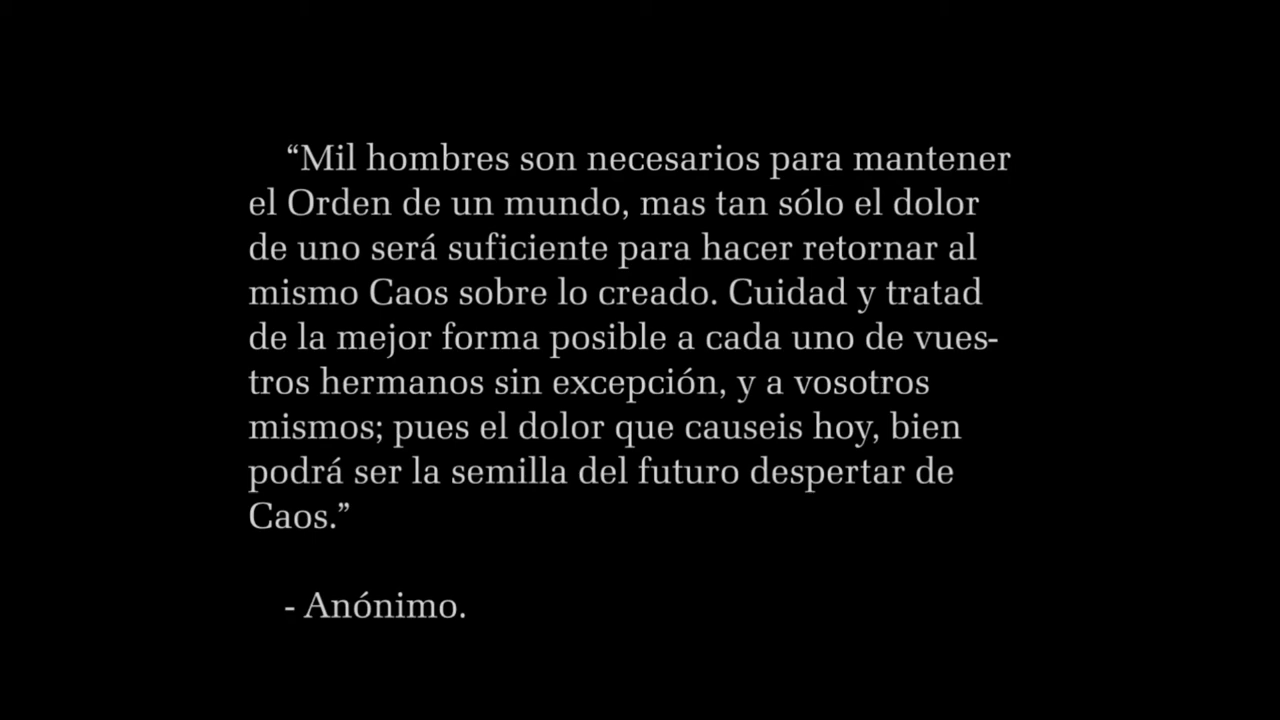 “Mil hombres son necesarios para mantener
el Orden de un mundo, mas tan sólo el dolor
de uno será suficiente para hacer retornar al
mismo Caos sobre lo creado. Cuidad y tratad
de la mejor forma posible a cada uno de vues-
tros hermanos sin excepción, y a vosotros
mismos; pues el dolor que causeis hoy, bien
podrá ser la semilla del futuro despertar de
Caos.”
- Anónimo.